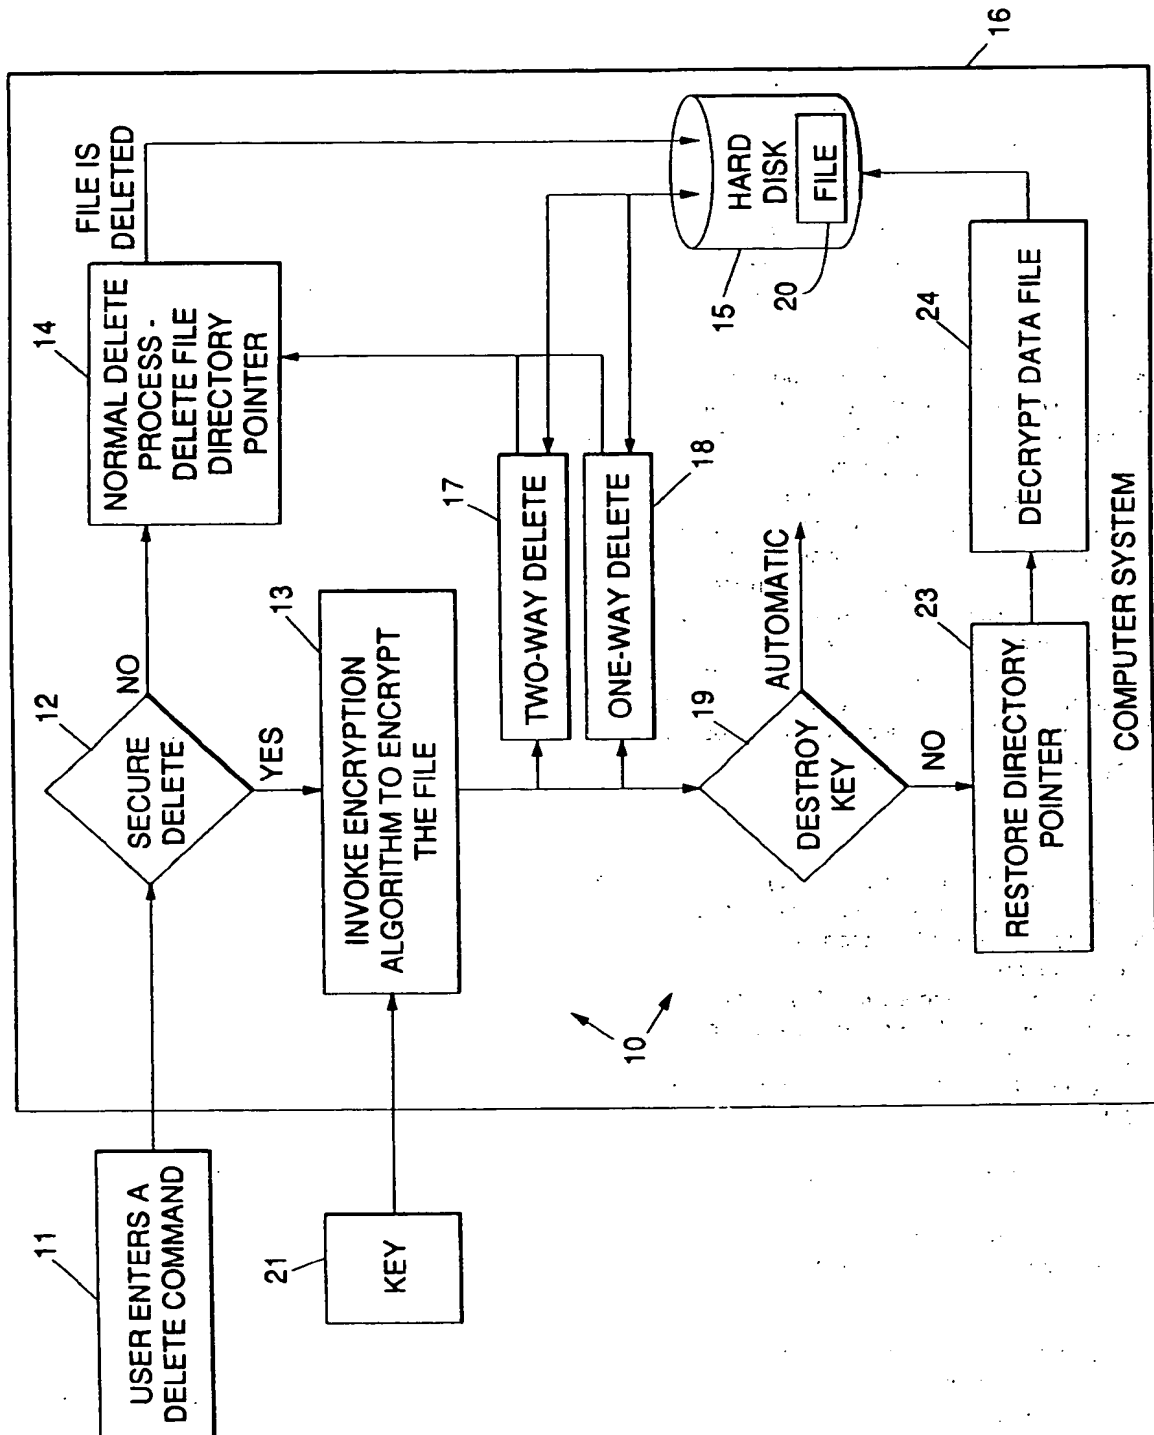 11
USER ENTERS A
DELETE COMMAND
12
SECURE
DELETE
NO
YES
14
NORMAL DELETE
PROCESS -
DELETE FILE
DIRECTORY
POINTER
FILE IS
DELETED
16
21
KEY
13
INVOKE ENCRYPTION
ALGORITHM TO ENCRYPT
THE FILE
17
TWO-WAY DELETE
ONE-WAY DELETE
18
HARD
DISK
FILE
15
20
10
19
DESTROY
KEY
AUTOMATIC
NO
23
RESTORE DIRECTORY
POINTER
24
DECRYPT DATA FILE
COMPUTER SYSTEM